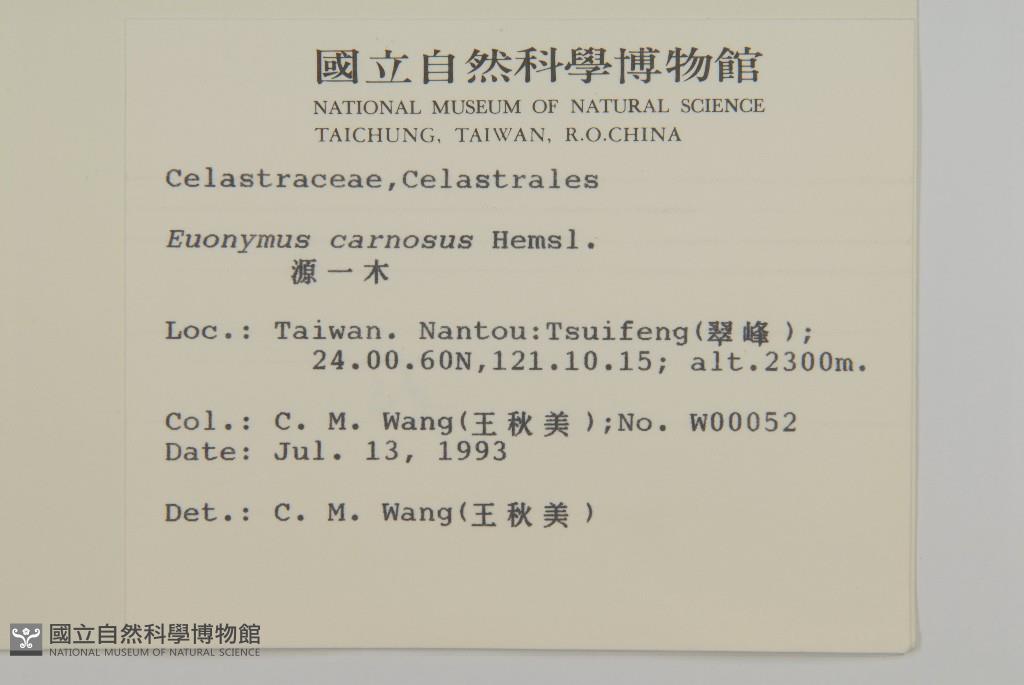 國立自然科學博物館
NATIONAL MUSEUM OF NATURAL SCIENCE
TAICHUNG, TAIWAN, R.O.CHINA
Celastraceae,Celastrales
Euonymus carnosus Hemsl.
源一木
Loc.: Taiwan. Nantou:Tsuifeng(翠峰);
24.00.60N,121.10.15; alt.2300m.
Col.: C. M. Wang(王秋美);No. W00052
Date: Jul. 13, 1993
Det.: C. M. Wang(王秋美)
國立自然科學博物館
NATIONAL MUSEUM OF NATURAL SCIENCE